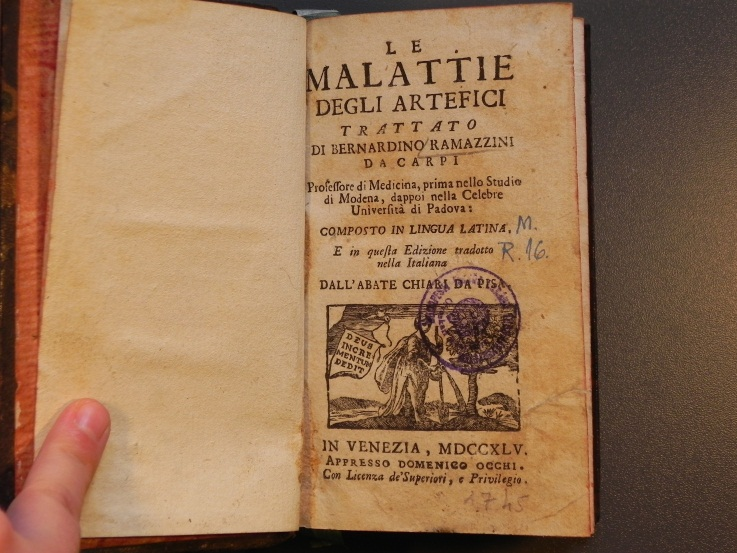 LE
MALATTIE
DEGLI ARTEFICI
TRATTATO
DI BERNARDINO RAMAZZINI
DA CARPI
Professore di Medicina, prima nello Studio
di Modena, dappoi nella Celebre
Università di Padova:
COMPOSTO IN LINGUA LATINA, M.
E in questa Edizione tradotto R. 16.
nella Italiana
DALL'ABATE CHIARI DA PISA
DEUS
INCRE
MENTUM
DEDIT
IN VENEZIA, MDCCXLV.
APPRESSO DOMENICO OCCHI.
Con Licenza de' Superiori, e Privilegio.
1745